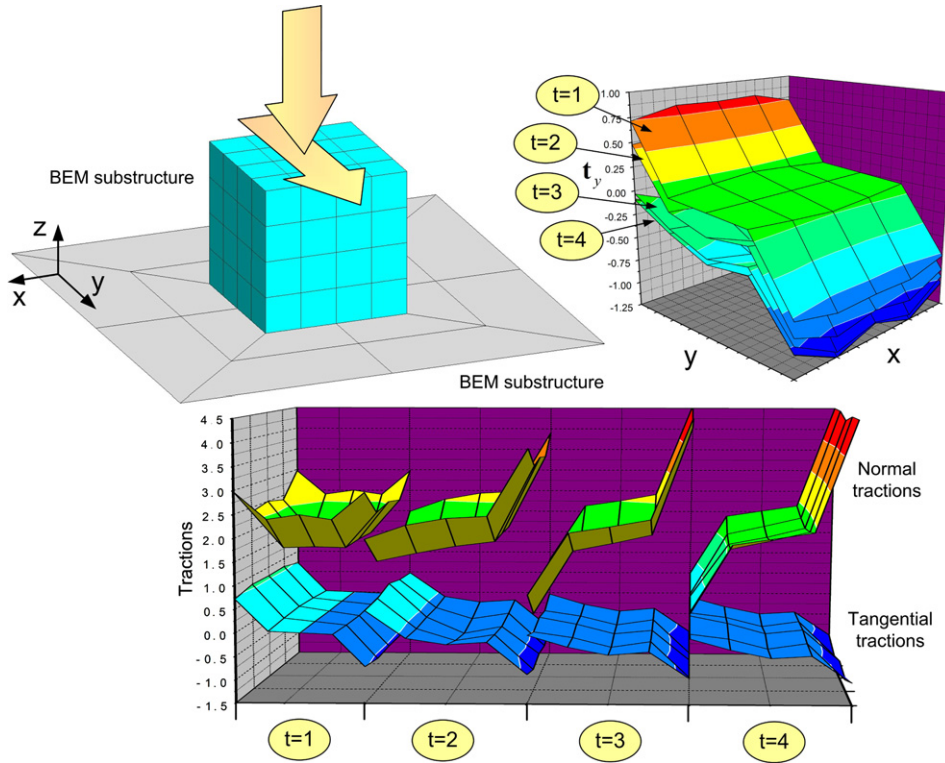 BEM substructure
z
x
y
BEM substructure
t=1
t=2
t=3
t=4
t y
1.00
0.75
0.50
0.25
0.00
-0.25
-0.50
-0.75
-1.00
-1.25
y
x
Tractions
4.5
4.0
3.5
3.0
2.5
2.0
1.5
1.0
0.5
0.0
-0.5
-1.0
-1.5
Normal
tractions
Tangential
tractions
t=1
t=2
t=3
t=4